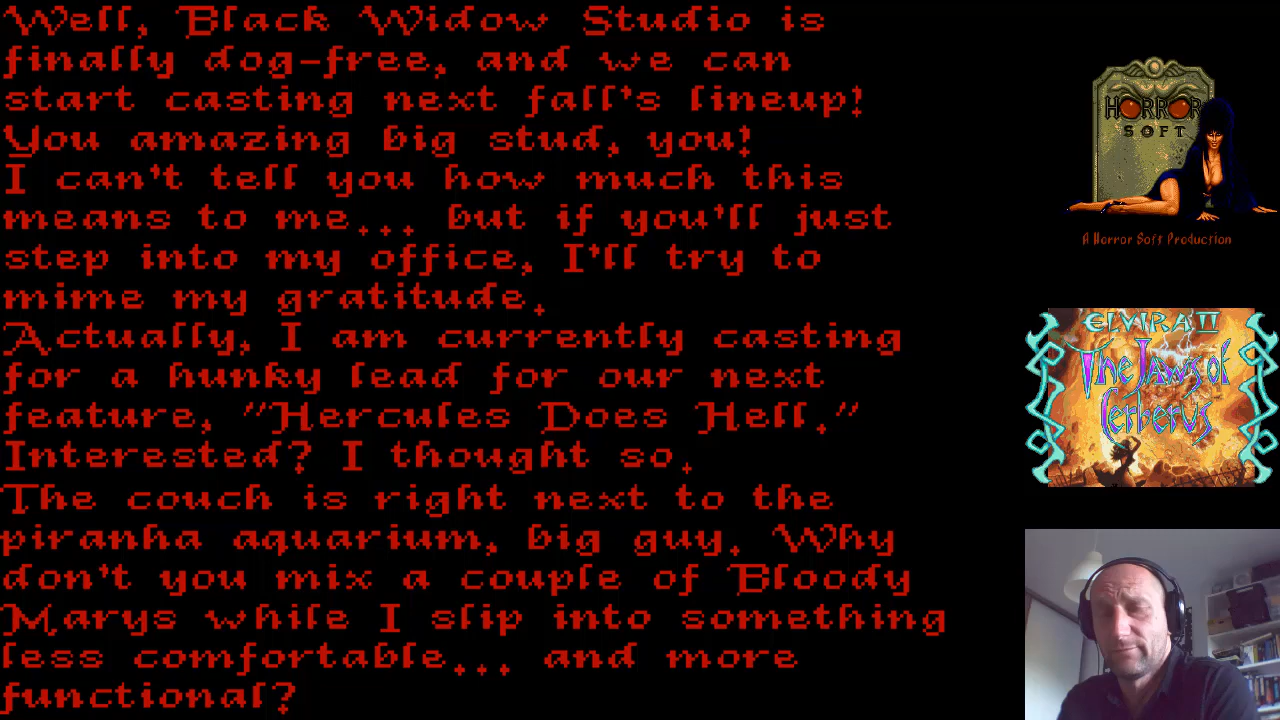 Well, Black Widow Studio is
finally dog-free, and we can
start casting next fall's lineup!
You amazing big stud, you!
I can't tell you how much this
means to me... but if you'll just
step into my office, I'll try to
mime my gratitude.
Actually, I am currently casting
for a hunky lead for our next
feature, "Hercules Does Hell."
Interested? I thought so.
The couch is right next to the
piranha aquarium, big guy. Why
don't you mix a couple of Bloody
Marys while I slip into something
less comfortable... and more
functional?
HORROR
SOFT
A Horror Soft Production
ELVIRA II
The Jaws of
Cerberus